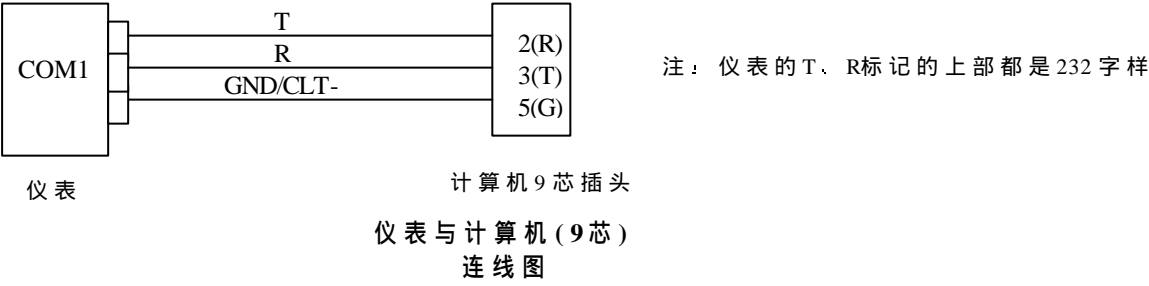 T
R
GND/CLT-
COM1
2(R)
3(T)
5(G)
注： 仪表的T、R标记的上部都是232字样
仪表
计算机9芯插头
仪表与计算机(9芯)
连线图